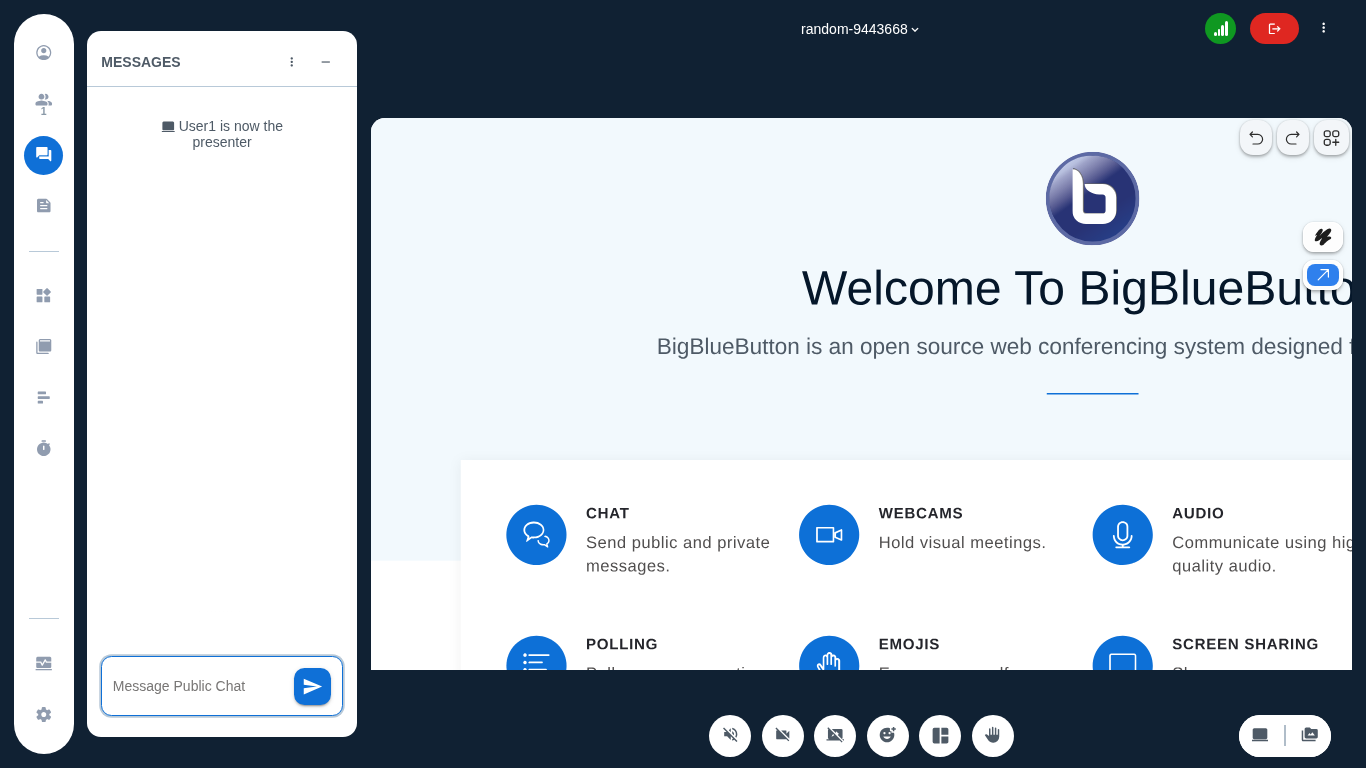 random-9443668
MESSAGES
1
User1 is now the
presenter
Message Public Chat
Welcome To BigBlueButto
BigBlueButton is an open source web conferencing system designed
CHAT
Send public and private
messages.
WEBCAMS
Hold visual meetings.
AUDIO
Communicate using hig
quality audio.
POLLING
EMOJIS
SCREEN SHARING